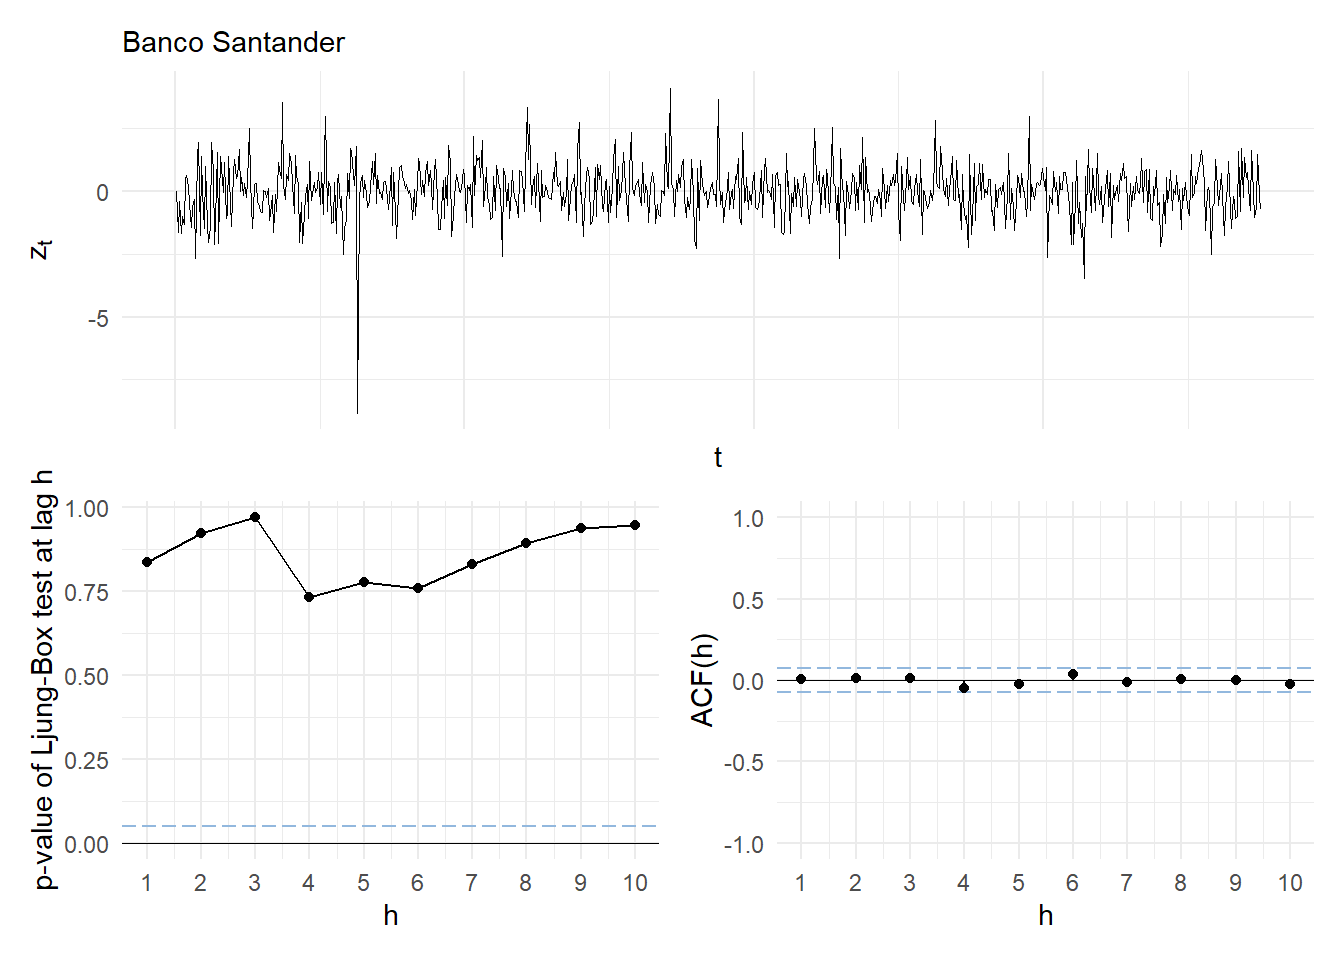 Banco Santander
zt
0
-5
t
p-value of Ljung-Box test at lag h
1.00
0.75
0.50
0.25
0.00
1 2 3 4 5 6 7 8 9 10
h
ACF(h)
1.0
0.5
0.0
-0.5
-1.0
1 2 3 4 5 6 7 8 9 10
h